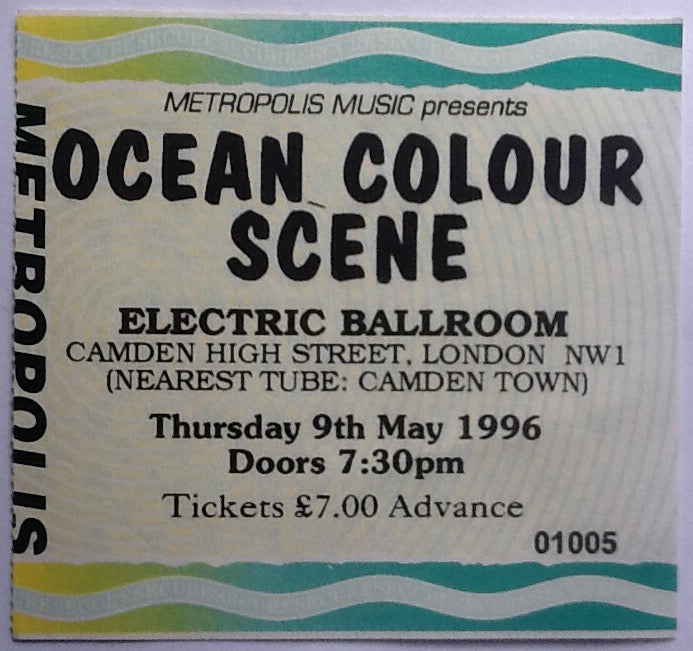 METROPOLIS MUSIC presents
OCEAN COLOUR
SCENE
ELECTRIC BALLROOM
CAMDEN HIGH STREET, LONDON NW1
(NEAREST TUBE: CAMDEN TOWN)
Thursday 9th May 1996
Doors 7:30pm
Tickets £7.00 Advance
01005
METROPOLIS